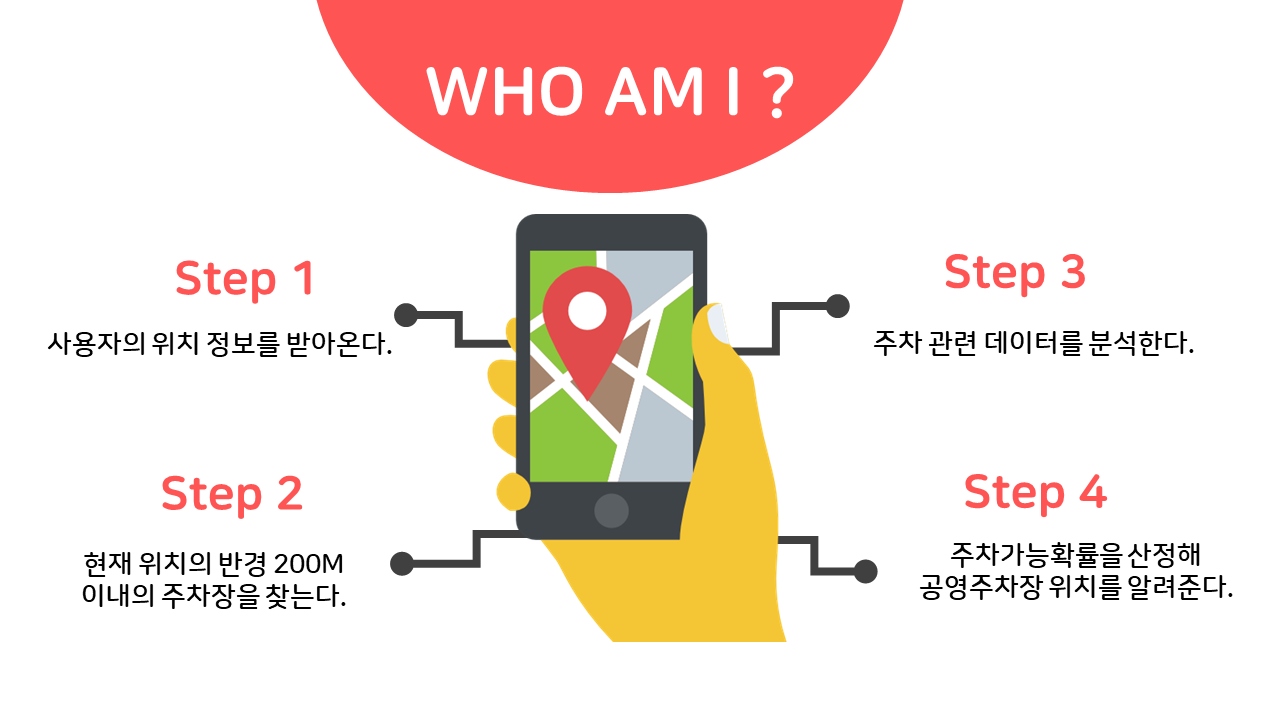 WHO AM I ?
Step 1
사용자의 위치 정보를 받아온다.
Step 2
현재 위치의 반경 200M
이내의 주차장을 찾는다.
Step 3
주차 관련 데이터를 분석한다.
Step 4
주차가능확률을 산정해
공영주차장 위치를 알려준다.